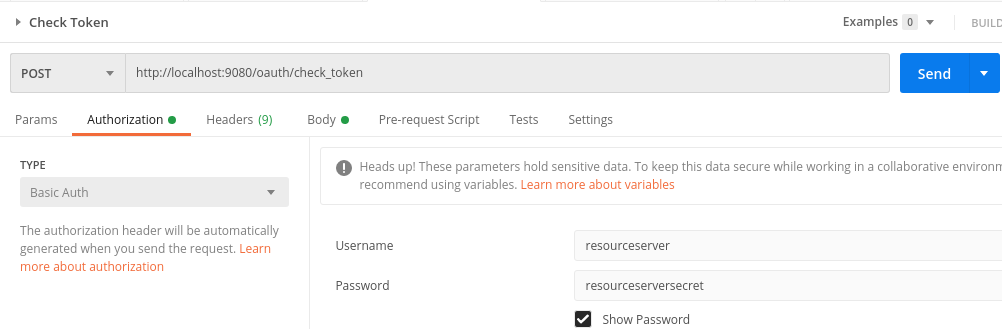 Check Token
Examples 0
BUILD
POST
http://localhost:9080/oauth/check_token
Send
Params Authorization Headers (9) Body Pre-request Script Tests Settings
TYPE
Basic Auth
The authorization header will be automatically
generated when you send the request. Learn
more about authorization
! Heads up! These parameters hold sensitive data. To keep this data secure while working in a collaborative environm
recommend using variables. Learn more about variables
Username resourceserver
Password resourceserversecret
Show Password